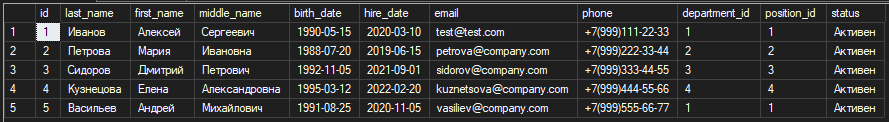 id last_name first_name middle_name birth_date hire_date email phone department_id position_id status
1 1 Иванов Алексей Сергеевич 1990-05-15 2020-03-10 test@test.com +7(999)111-22-33 1 1 Активен
2 2 Петрова Мария Ивановна 1988-07-20 2019-06-15 petrova@company.com +7(999)222-33-44 2 2 Активен
3 3 Сидоров Дмитрий Петрович 1992-11-05 2021-09-01 sidorov@company.com +7(999)333-44-55 3 3 Активен
4 4 Кузнецова Елена Александровна 1995-03-12 2022-02-20 kuznetsova@company.com +7(999)444-55-66 4 4 Активен
5 5 Васильев Андрей Михайлович 1991-08-25 2020-11-05 vasiliev@company.com +7(999)555-66-77 1 1 Активен